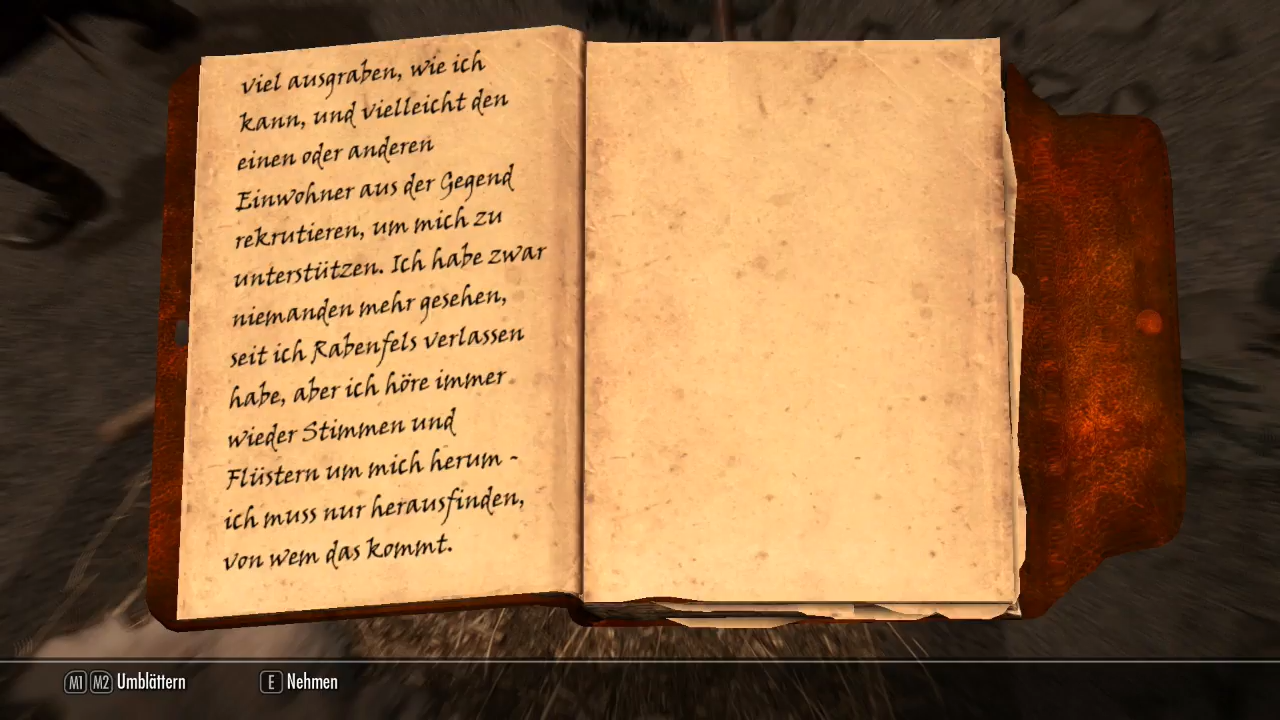 viel ausgraben, wie ich
kann, und vielleicht den
einen oder anderen
Einwohner aus der Gegend
rekrutieren, um mich zu
unterstützen. Ich habe zwar
niemanden mehr gesehen,
seit ich Rabenfels verlassen
habe, aber ich höre immer
wieder Stimmen und
Flüstern um mich herum -
ich muss nur herausfinden,
von wem das kommt.
M1 M2 Umblättern E Nehmen